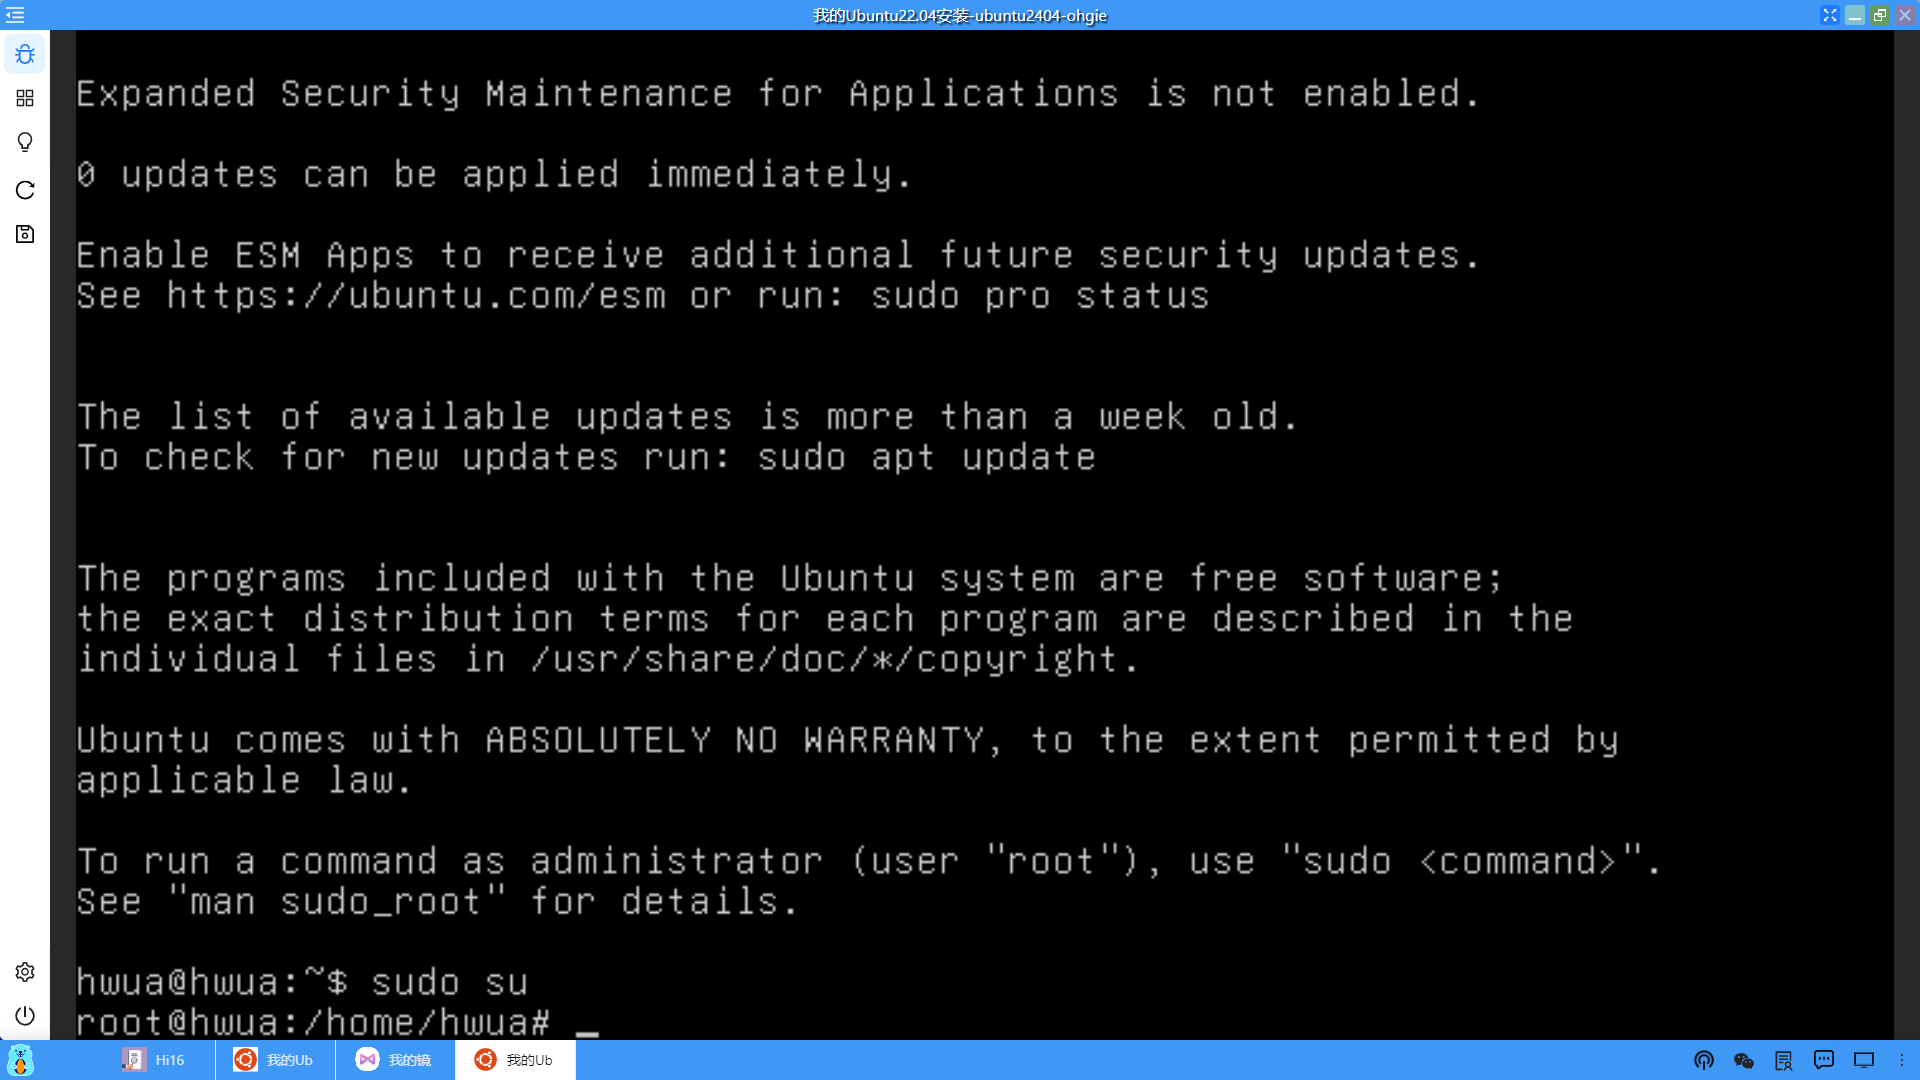 我的Ubuntu22.04安装-ubuntu2404-ohgie
Expanded Security Maintenance for Applications is not enabled.
0 updates can be applied immediately.
Enable ESM Apps to receive additional future security updates.
See https://ubuntu.com/esm or run: sudo pro status
The list of available updates is more than a week old.
To check for new updates run: sudo apt update
The programs included with the Ubuntu system are free software;
the exact distribution terms for each program are described in the
individual files in /usr/share/doc/*/copyright.
Ubuntu comes with ABSOLUTELY NO WARRANTY, to the extent permitted by
applicable law.
To run a command as administrator (user "root"), use "sudo <command>".
See "man sudo_root" for details.
hwua@hwua:~$ sudo su
root@hwua:/home/hwua# _
Hi16 我的Ub 我的镜 我的Ub